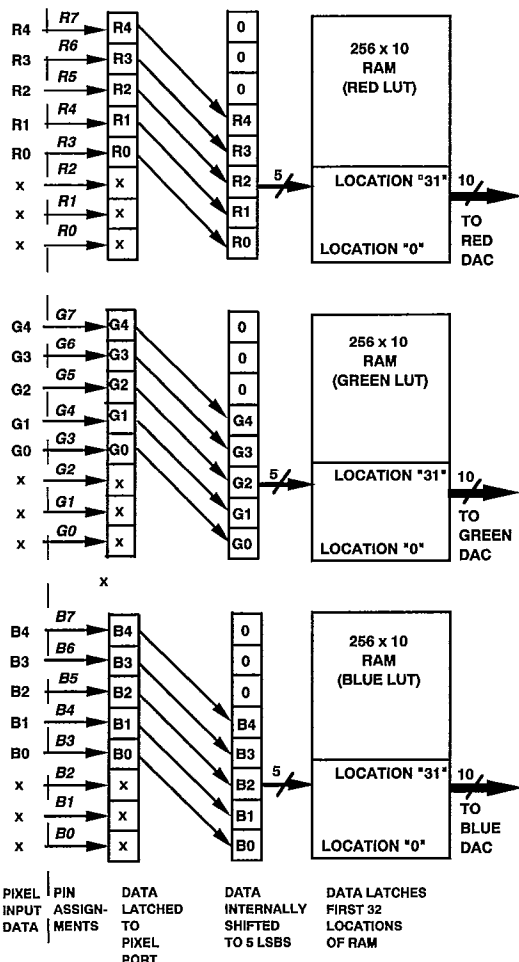 R4 R7 R4 0
R3 R6 R3 0
R2 R5 R2 0
R1 R4 R1 R4
R0 R3 R0 R3
x R2 x R2
x R1 x R1
x R0 x R0
256 x 10
RAM
(RED LUT)
5
LOCATION "31"
LOCATION "0"
10
TO
RED
DAC
G4 G7 G4 0
G3 G6 G3 0
G2 G5 G2 0
G1 G4 G1 G4
G0 G3 G0 G3
x G2 x G2
x G1 x G1
x G0 x G0
256 x 10
RAM
(GREEN LUT)
5
LOCATION "31"
LOCATION "0"
10
TO
GREEN
DAC
x
B4 B7 B4 0
B3 B6 B3 0
B2 B5 B2 0
B1 B4 B1 B4
B0 B3 B0 B3
x B2 x B2
x B1 x B1
x B0 x B0
256 x 10
RAM
(BLUE LUT)
5
LOCATION "31"
LOCATION "0"
10
TO
BLUE
DAC
PIXEL
INPUT
DATA
PIN
ASSIGN-
MENTS
DATA
LATCHED
TO
PIXEL
PORT
DATA
INTERNALLY
SHIFTED
TO 5 LSBS
DATA LATCHES
FIRST 32
LOCATIONS
OF RAM